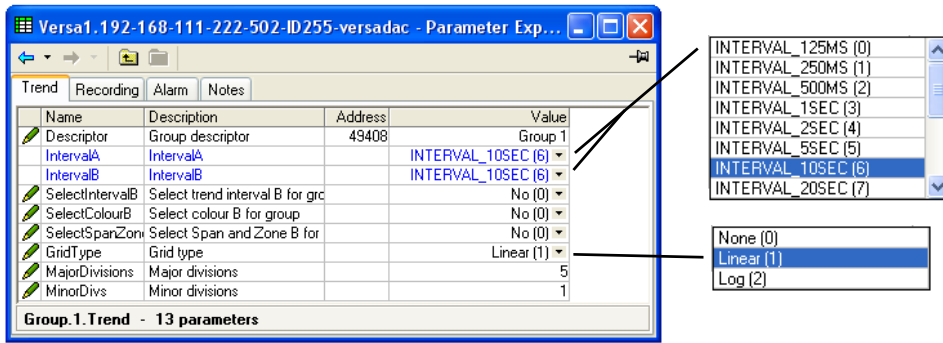 Versa1.192-168-111-222-502-ID255-versadac - Parameter Exp...
Trend Recording Alarm Notes
Name Description Address Value
Descriptor Group descriptor 49408 Group 1
IntervalA IntervalA INTERVAL_10SEC (6)
IntervalB IntervalB INTERVAL_10SEC (6)
SelectIntervalB Select trend interval B for grc No (0)
SelectColourB Select colour B for group No (0)
SelectSpanZon Select Span and Zone B for No (0)
GridType Grid type Linear (1)
MajorDivisions Major divisions 5
MinorDivs Minor divisions 1
Group.1.Trend - 13 parameters
INTERVAL_125MS (0)
INTERVAL_250MS (1)
INTERVAL_500MS (2)
INTERVAL_1SEC (3)
INTERVAL_2SEC (4)
INTERVAL_5SEC (5)
INTERVAL_10SEC (6)
INTERVAL_20SEC (7)
None (0)
Linear (1)
Log (2)